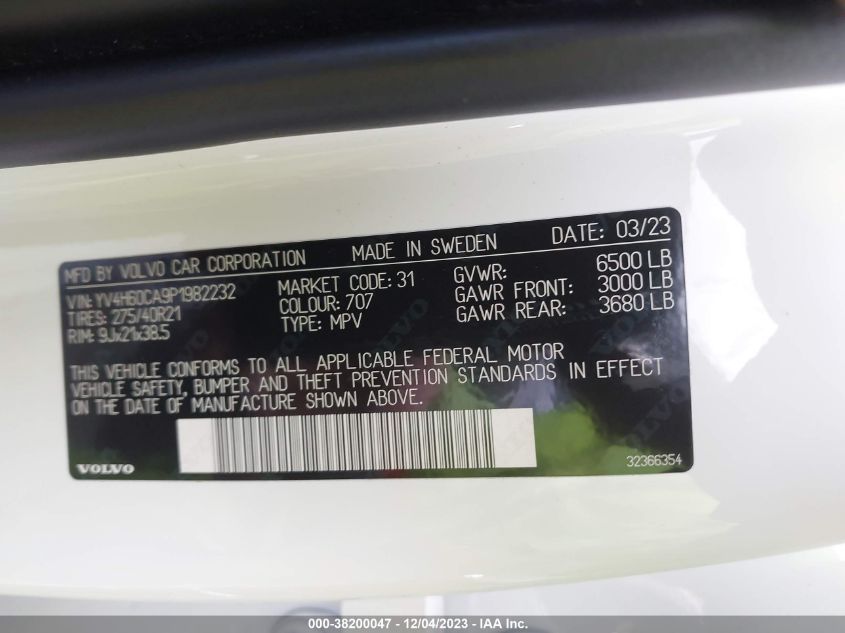 MFD BY VOLVO CAR CORPORATION MADE IN SWEDEN DATE: 03/23
VIN: YV4H60CA9P1982232 MARKET CODE: 31 GVWR: 6500 LB
TIRES: 275/40R21 COLOUR: 707 GAWR FRONT: 3000 LB
RIM: 9Jx21x38.5 TYPE: MPV GAWR REAR: 3680 LB
THIS VEHICLE CONFORMS TO ALL APPLICABLE FEDERAL MOTOR
VEHICLE SAFETY, BUMPER AND THEFT PREVENTION STANDARDS IN EFFECT
ON THE DATE OF MANUFACTURE SHOWN ABOVE.
VOLVO 32366354
000-38200047 - 12/04/2023 - IAA Inc.